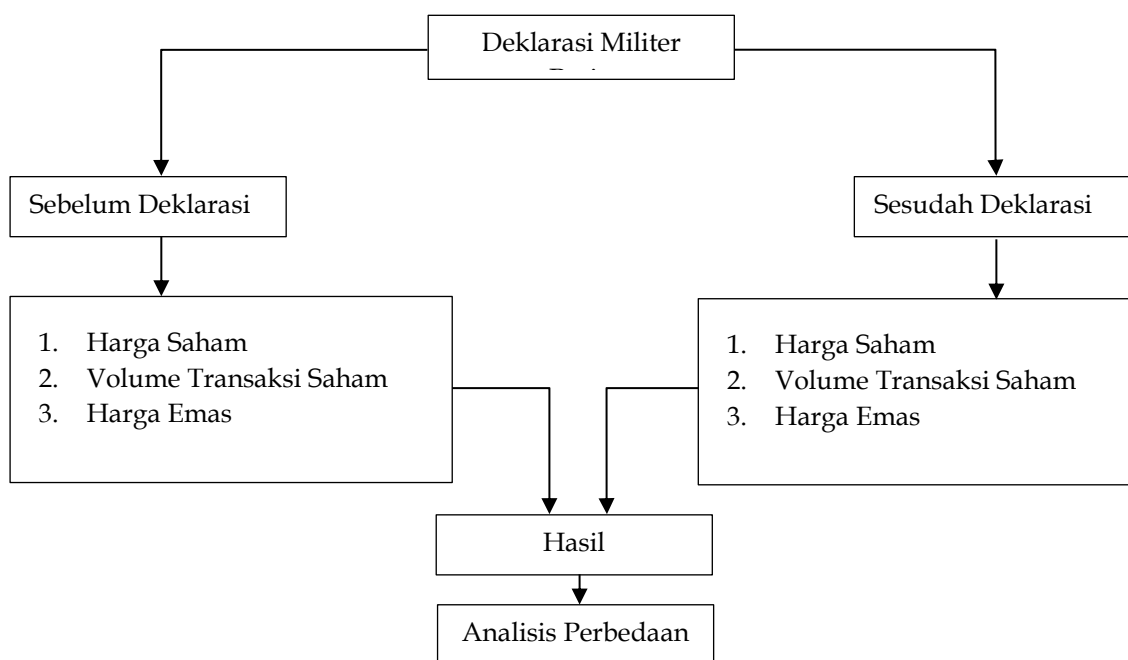 Deklarasi Militer
Sebelum Deklarasi
Sesudah Deklarasi
1. Harga Saham
2. Volume Transaksi Saham
3. Harga Emas
1. Harga Saham
2. Volume Transaksi Saham
3. Harga Emas
Hasil
Analisis Perbedaan